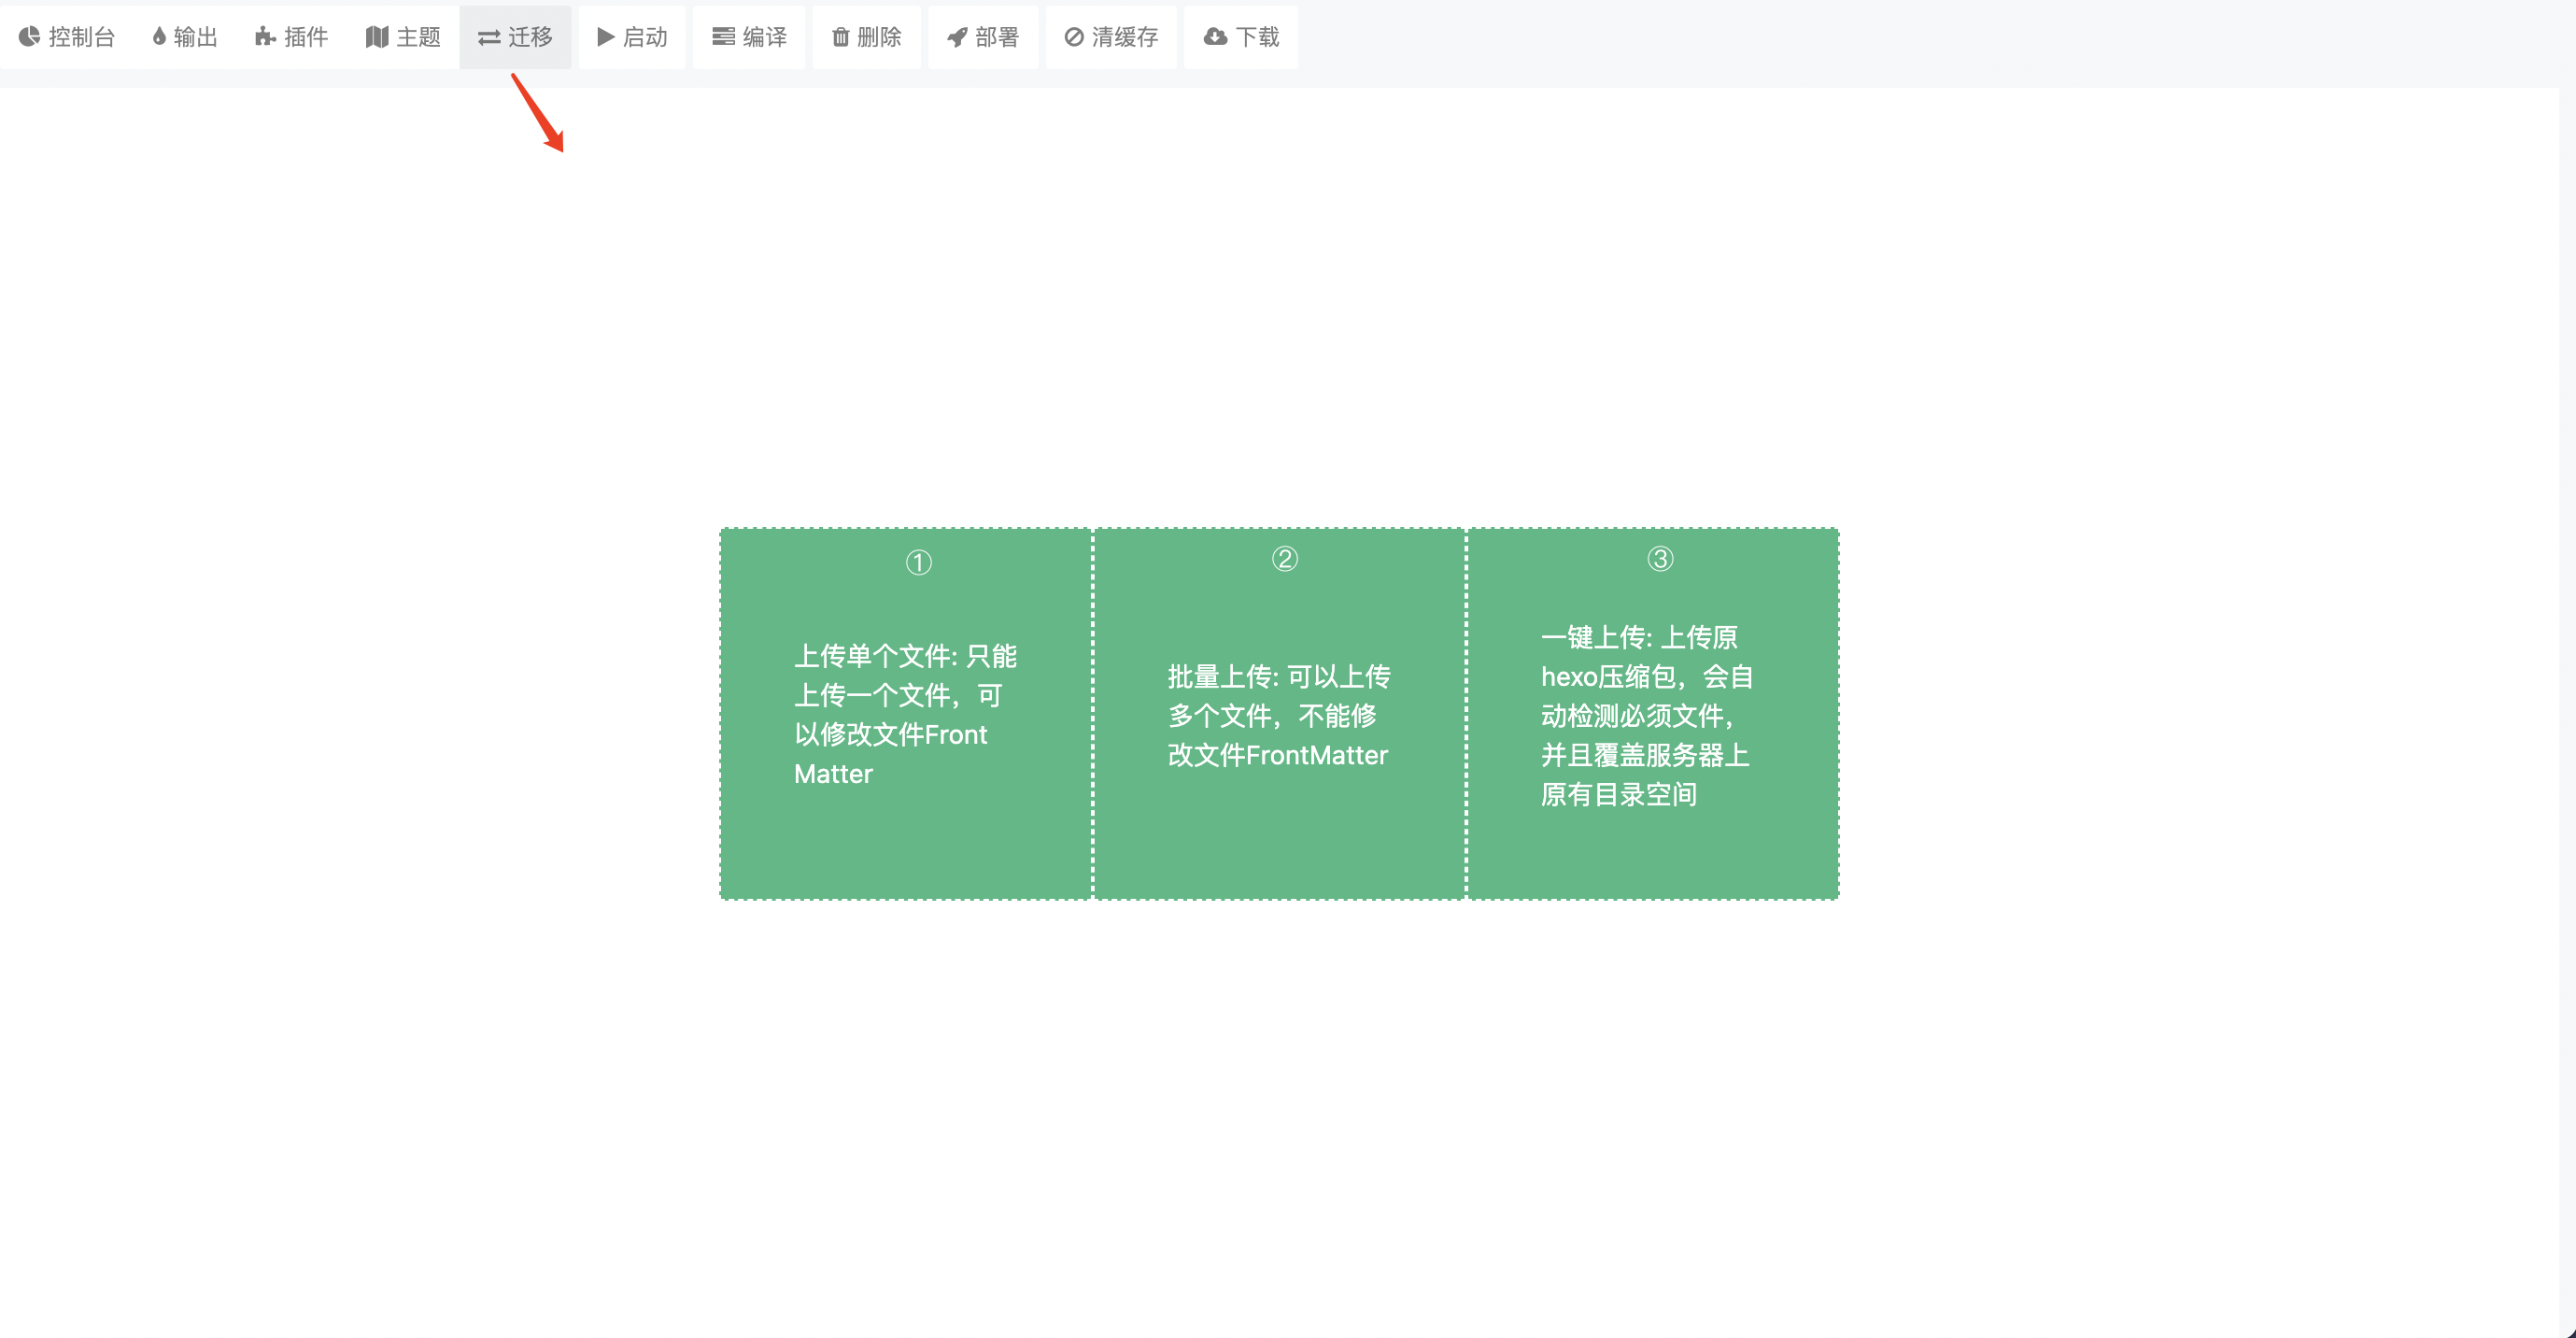 控制台 输出 插件 主题 迁移 启动 编译 删除 部署 清缓存 下载
①
上传单个文件: 只能
上传一个文件，可
以修改文件Front
Matter
②
批量上传: 可以上传
多个文件，不能修
改文件FrontMatter
③
一键上传: 上传原
hexo压缩包，会自
动检测必须文件，
并且覆盖服务器上
原有目录空间